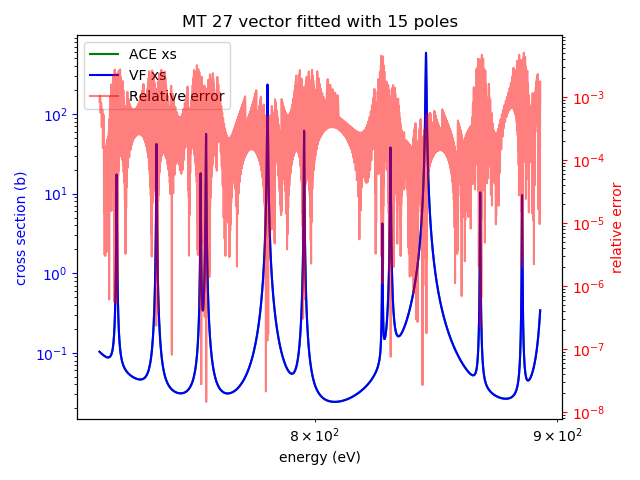 MT 27 vector fitted with 15 poles
ACE xs
VF xs
Relative error
cross section (b)
10²
10¹
10⁰
10⁻¹
10⁻³
10⁻⁴
10⁻⁵
10⁻⁶
10⁻⁷
10⁻⁸
relative error
8 × 10²
9 × 10²
energy (eV)